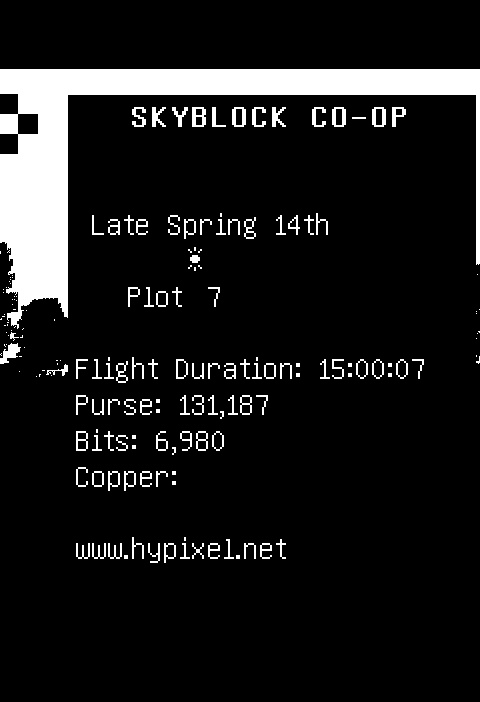 SKYBLOCK CO-OP
Late Spring 14th
Plot 7
Flight Duration: 15:00:07
Purse: 131,187
Bits: 6,980
Copper:
www.hypixel.net